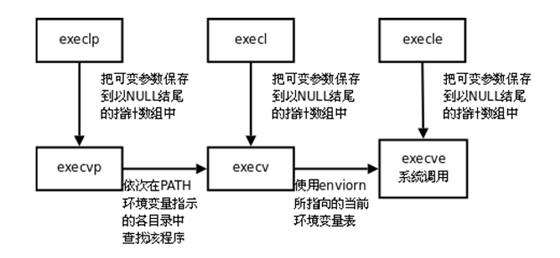 execlp
execl
execle
把可变参数保存
到以NULL结尾
的指针数组中
把可变参数保存
到以NULL结尾
的指针数组中
把可变参数保存
到以NULL结尾
的指针数组中
execvp
execv
execve
系统调用
依次在PATH
环境变量指示
的各目录中
查找该程序
使用enviorn
所指向的当前
环境变量表